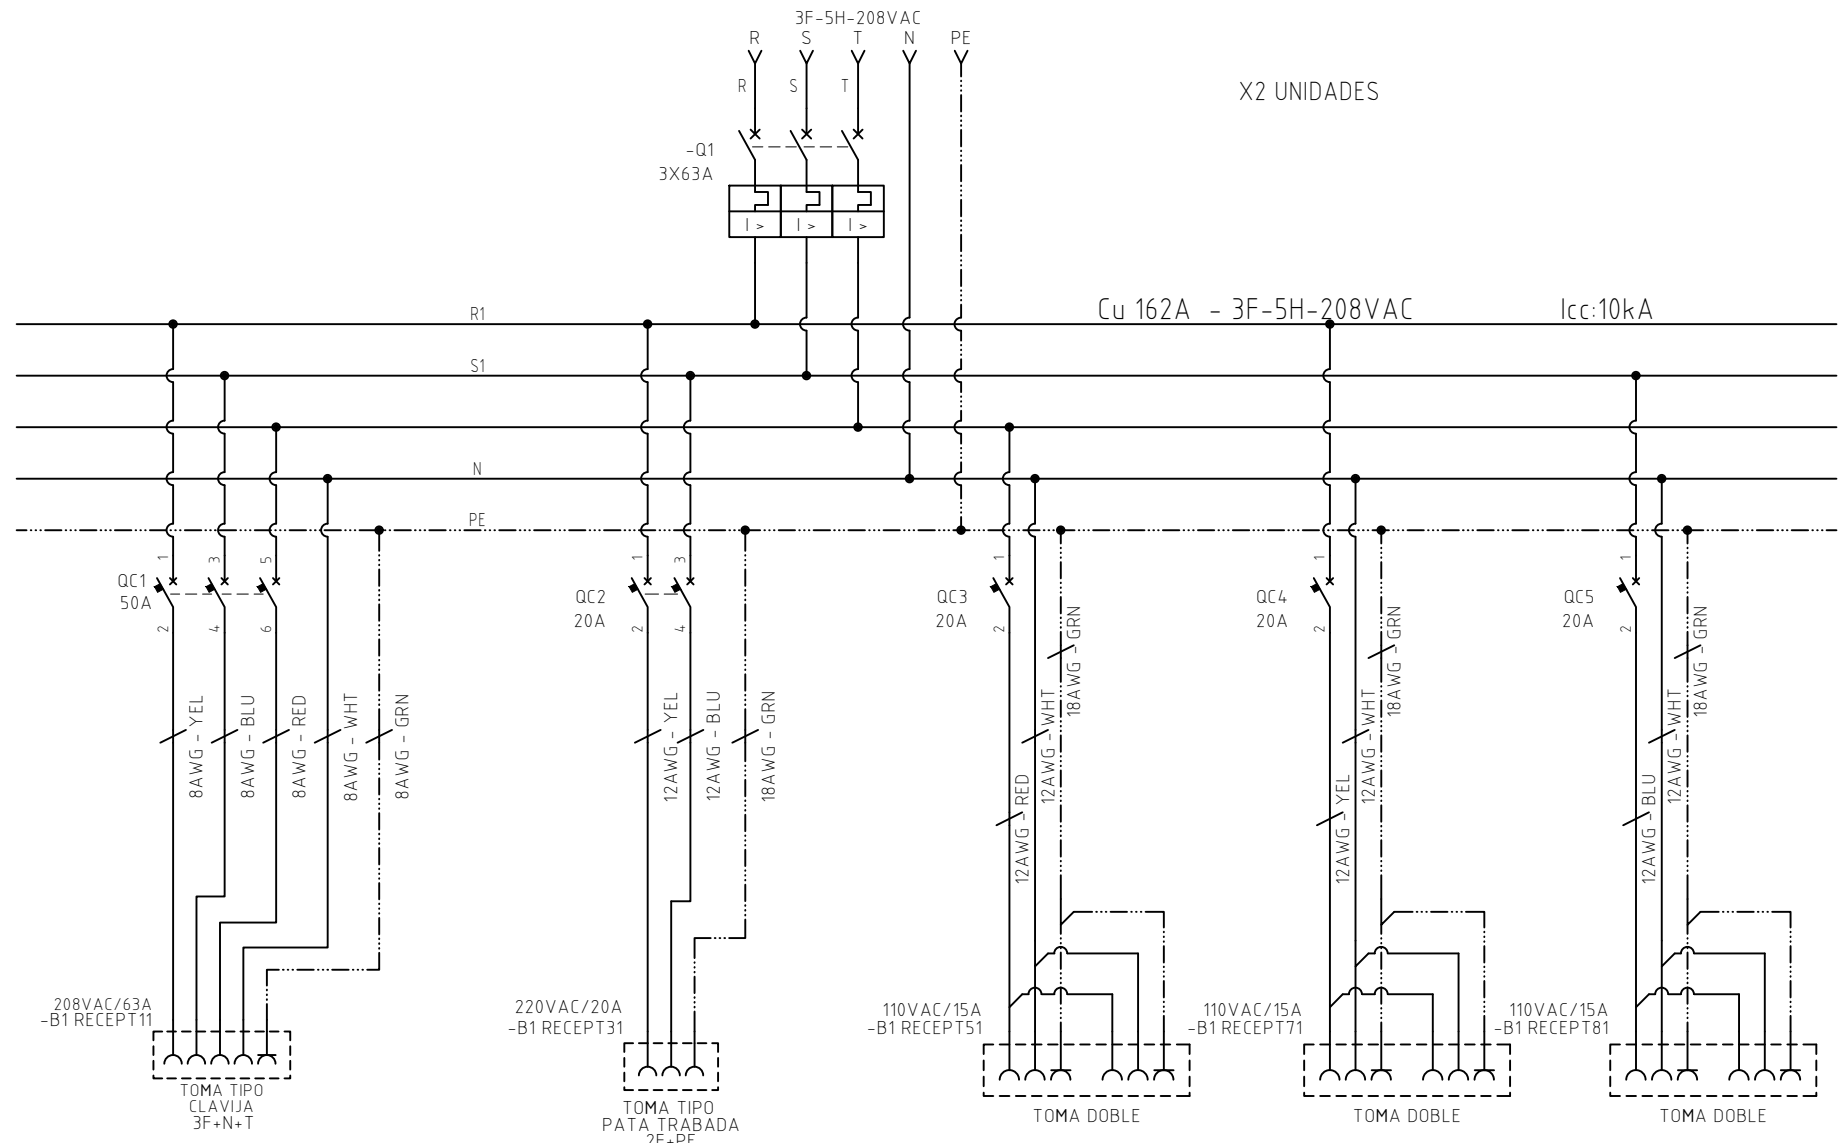 3F-5H-208VAC
R S T N PE
R S T
X2 UNIDADES
-Q1
3X63A
I > I > I >
Cu 162A - 3F-5H-208VAC Icc:10kA
R1
S1
N
PE
1 3 5
QC1
50A
2 4 6
1 3
QC2
20A
2 4
1
QC3
20A
2
1
QC4
20A
2
1
QC5
20A
2
8AWG - YEL
8AWG - BLU
8AWG - RED
8AWG - WHT
8AWG - GRN
12AWG - YEL
12AWG - BLU
18AWG - GRN
12AWG - RED
12AWG - WHT
18AWG - GRN
12AWG - YEL
12AWG - WHT
18AWG - GRN
12AWG - BLU
12AWG - WHT
18AWG - GRN
208VAC/63A
-B1 RECEPT11
TOMA TIPO
CLAVIJA
3F+N+T
220VAC/20A
-B1 RECEPT31
TOMA TIPO
PATA TRABADA
2F+PE
110VAC/15A
-B1 RECEPT51
TOMA DOBLE
110VAC/15A
-B1 RECEPT71
TOMA DOBLE
110VAC/15A
-B1 RECEPT81
TOMA DOBLE